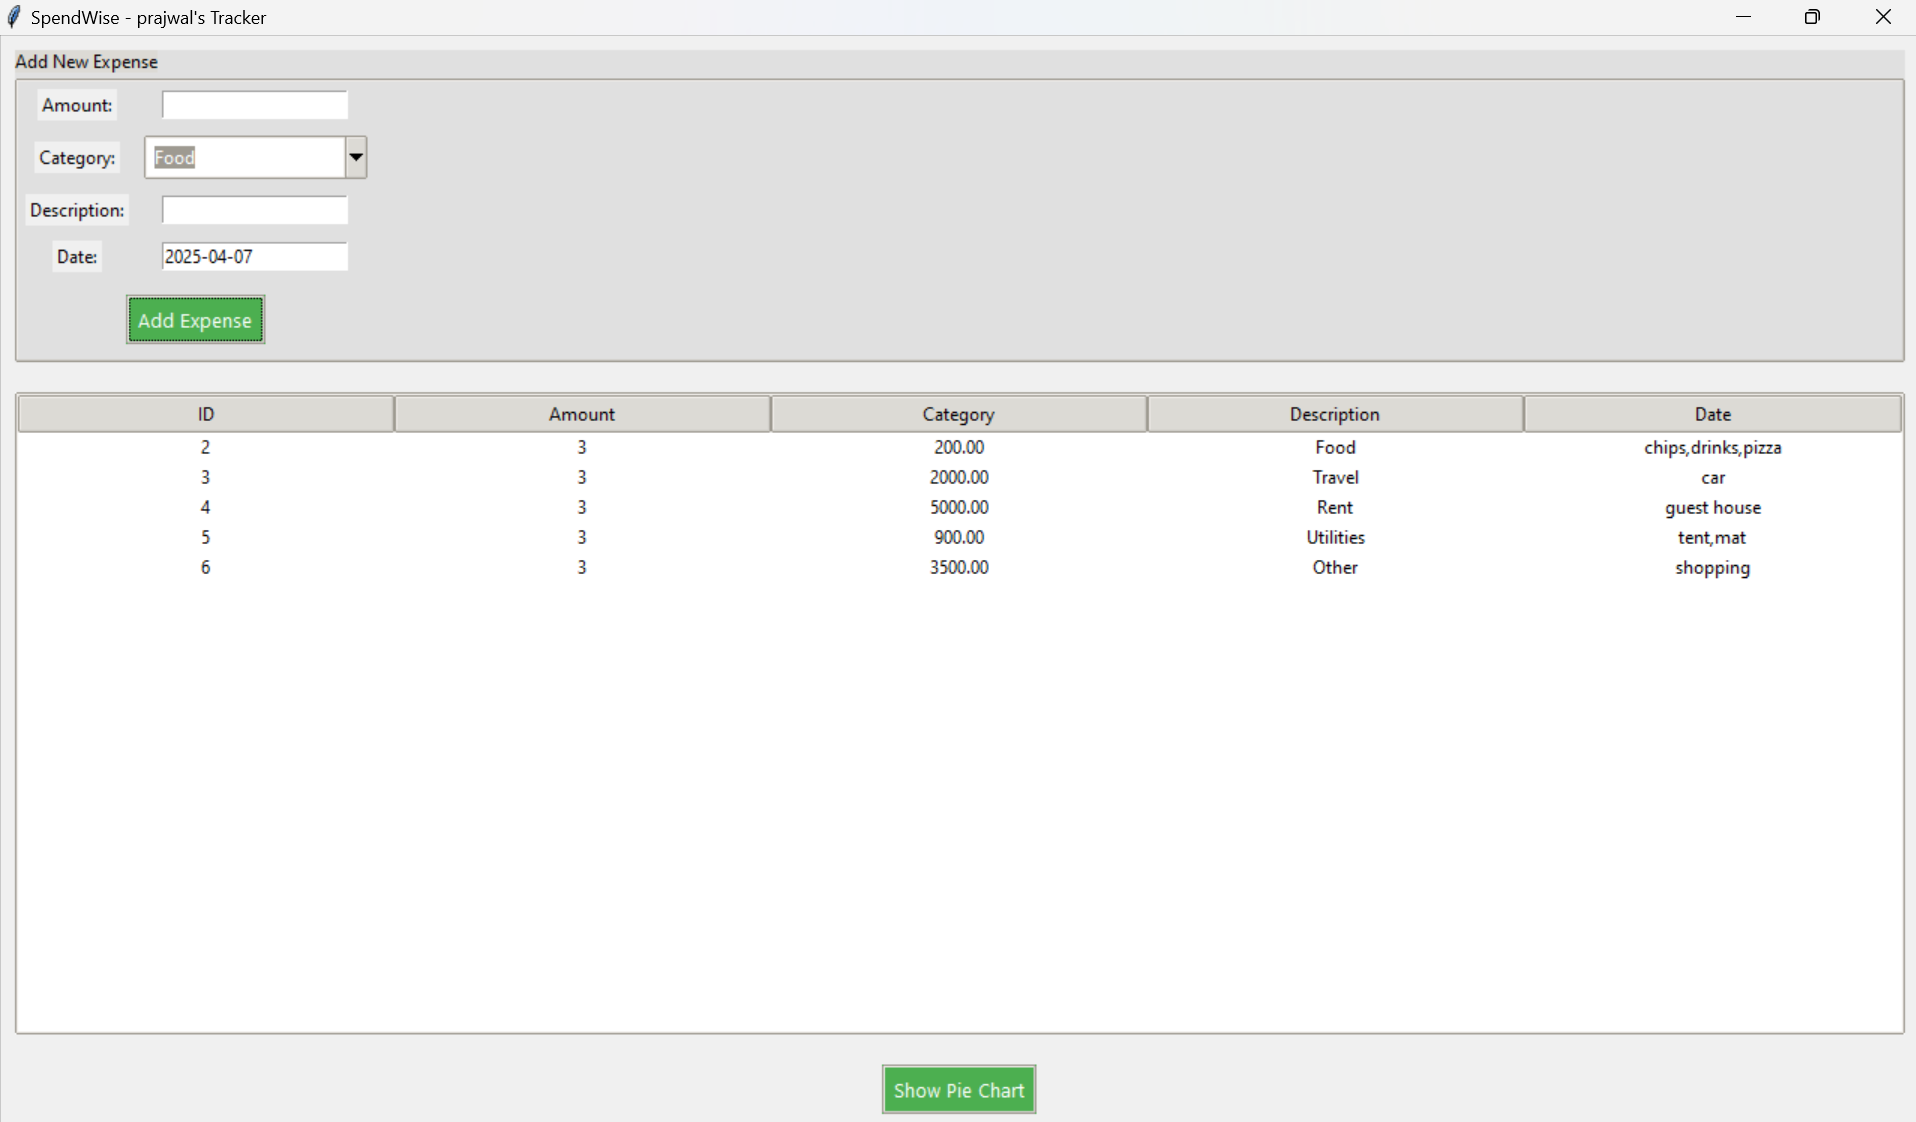 SpendWise - prajwal's Tracker
Add New Expense
Amount:
Category: Food
Description:
Date: 2025-04-07
Add Expense
ID Amount Category Description Date
2 3 200.00 Food chips,drinks,pizza
3 3 2000.00 Travel car
4 3 5000.00 Rent guest house
5 3 900.00 Utilities tent,mat
6 3 3500.00 Other shopping
Show Pie Chart